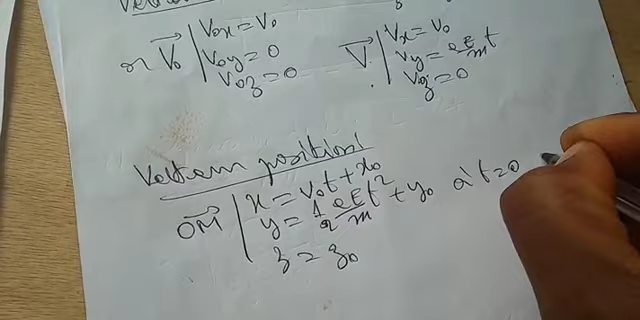 Vecteur
or V₀→ | V₀x = V₀
V₀y = 0
V₀z = 0
V→ | Vx = V₀
Vy = eE/m t
Vz = 0
Vecteur position
OM→ | x = V₀t + x₀
y = 1/2 eE/m t² + y₀ à t=0
z = z₀